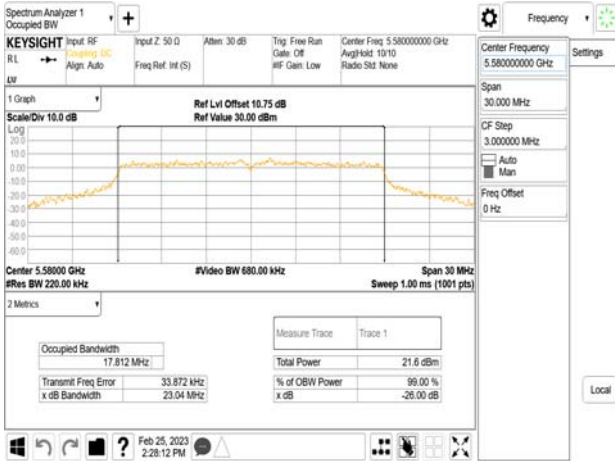 Spectrum Analyzer 1
Occupied BW
Frequency
KEYSIGHT
RL
Input: RF
Coupling: DC
Align: Auto
Input Z: 50 Ω
Freq Ref: Int (S)
Atten: 30 dB
Trig: Free Run
Gate: Off
#IF Gain: Low
Center Freq: 5.580000000 GHz
Avg|Hold: 10/10
Radio Std: None
Center Frequency
5.580000000 GHz
Settings
Span
30.000 MHz
CF Step
3.000000 MHz
Auto
Man
Freq Offset
0 Hz
Local
1 Graph
Scale/Div 10.0 dB
Ref Lvl Offset 10.75 dB
Ref Value 30.00 dBm
Log
20.0
10.0
0.00
-10.0
-20.0
-30.0
-40.0
-50.0
-60.0
Center 5.58000 GHz
#Video BW 680.00 kHz
Span 30 MHz
#Res BW 220.00 kHz
Sweep 1.00 ms (1001 pts)
2 Metrics
Measure Trace
Trace 1
Occupied Bandwidth
17.812 MHz
Total Power
21.6 dBm
Transmit Freq Error
33.872 kHz
% of OBW Power
99.00 %
x dB Bandwidth
23.04 MHz
x dB
-26.00 dB
?
Feb 25, 2023
2:28:12 PM